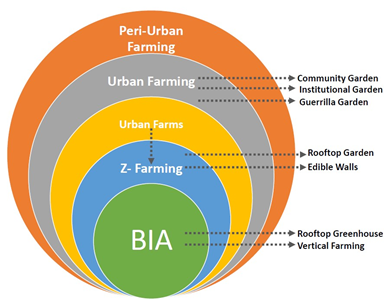 Peri-Urban
Farming
Urban Farming
Community Garden
Institutional Garden
Guerrilla Garden
Urban Farms
Rooftop Garden
Z- Farming
Edible Walls
BIA
Rooftop Greenhouse
Vertical Farming